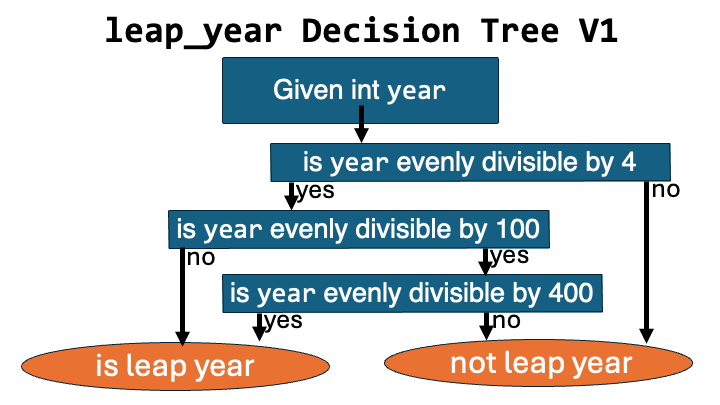 leap_year Decision Tree V1
Given int year
is year evenly divisible by 4
yes
no
is year evenly divisible by 100
no
yes
is year evenly divisible by 400
yes
no
is leap year
not leap year